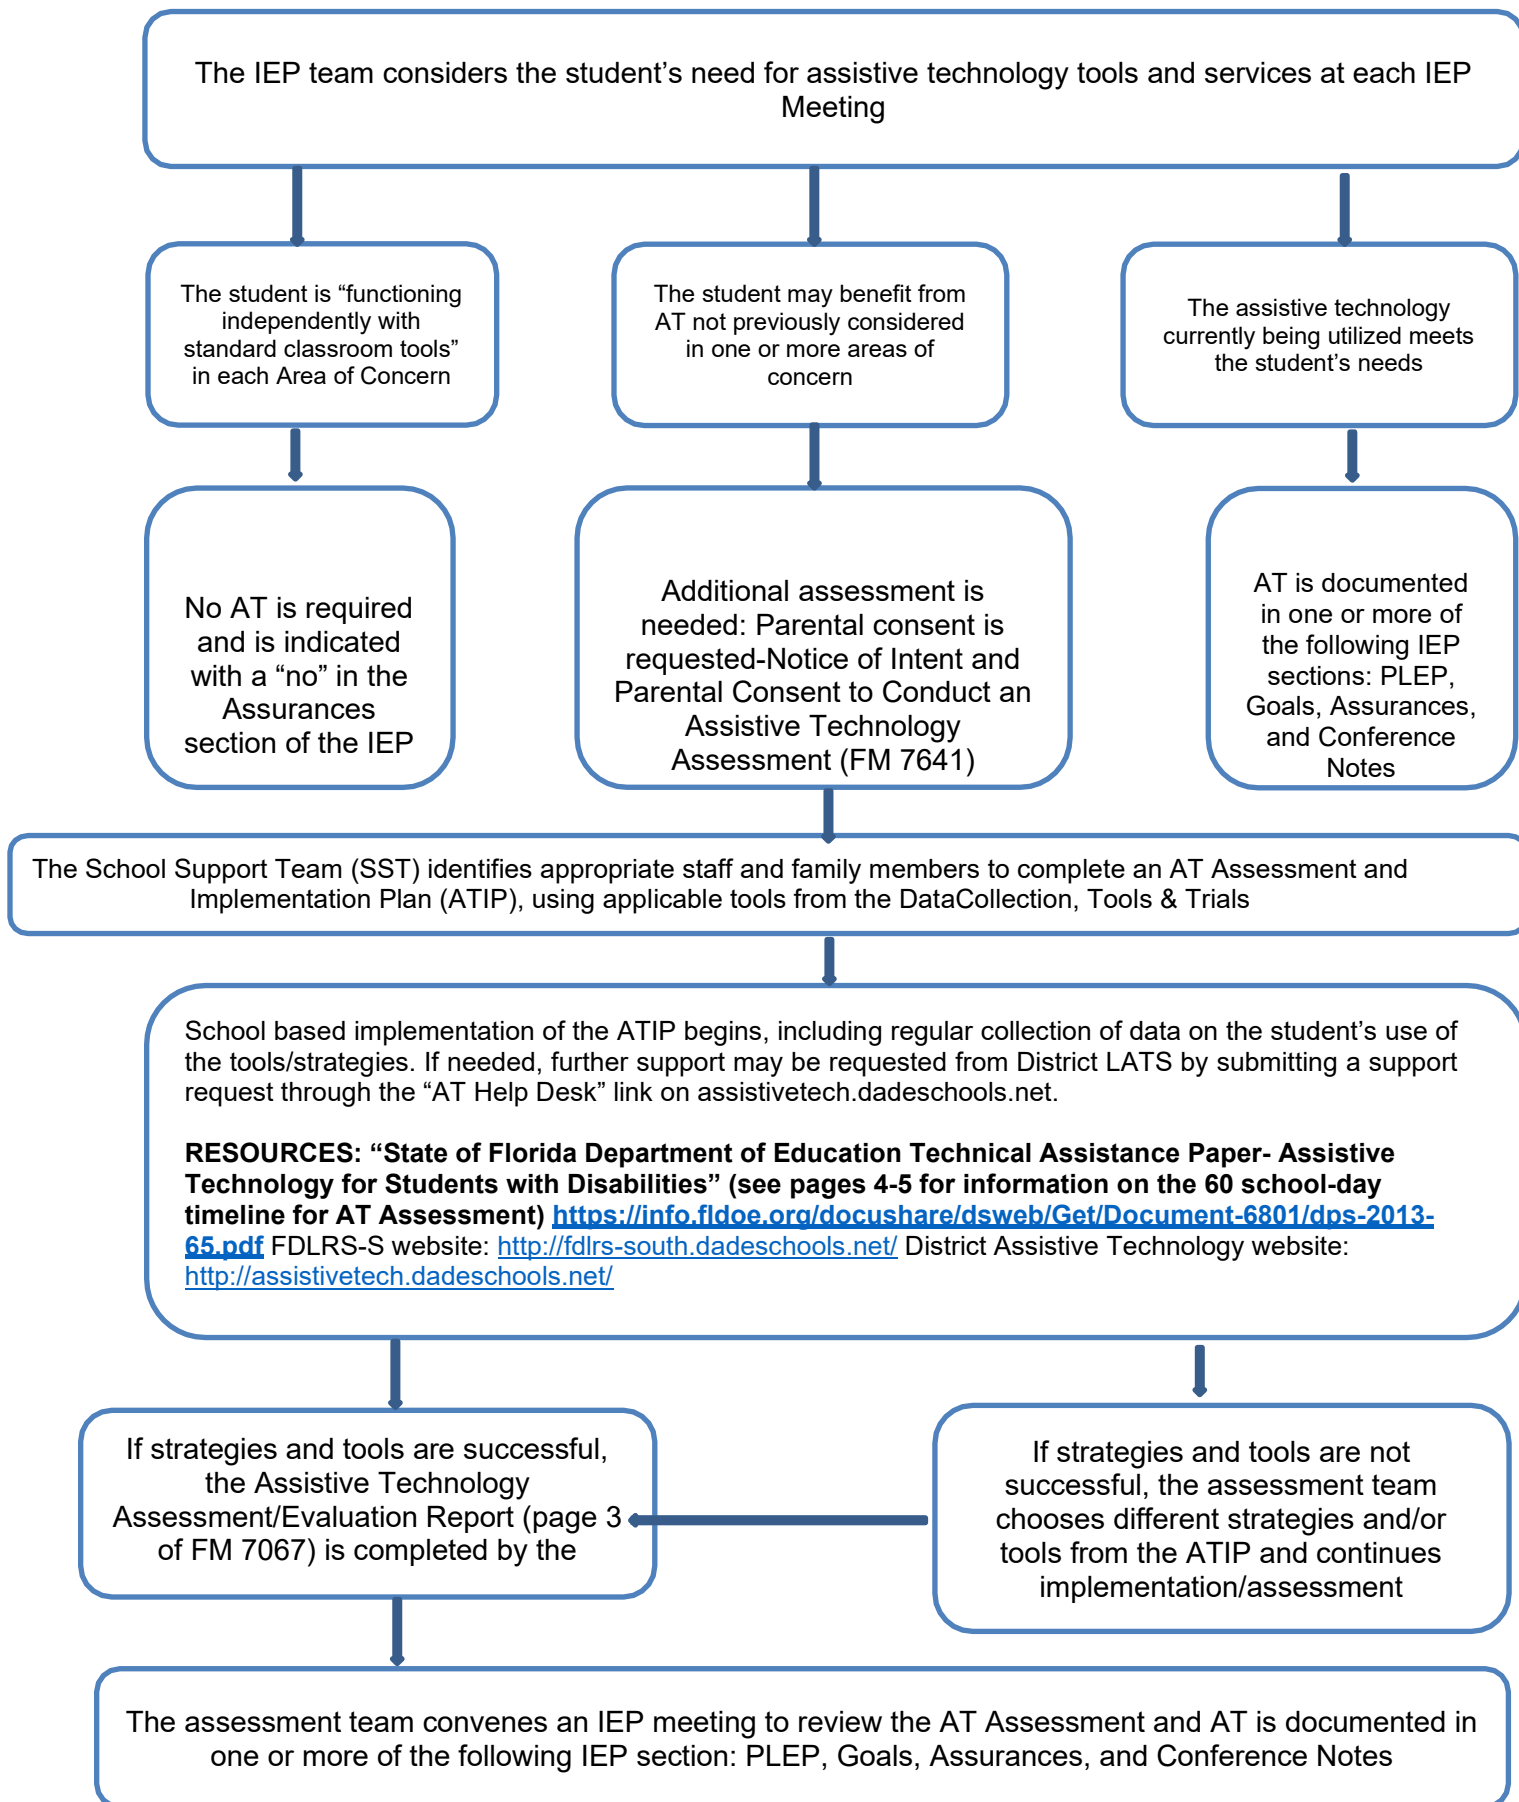 The IEP team considers the student’s need for assistive technology tools and services at each IEP
Meeting
The student is “functioning
independently with
standard classroom tools”
in each Area of Concern
The student may benefit from
AT not previously considered
in one or more areas of
concern
The assistive technology
currently being utilized meets
the student’s needs
No AT is required
and is indicated
with a “no” in the
Assurances
section of the IEP
Additional assessment is
needed: Parental consent is
requested-Notice of Intent and
Parental Consent to Conduct an
Assistive Technology
Assessment (FM 7641)
AT is documented
in one or more of
the following IEP
sections: PLEP,
Goals, Assurances,
and Conference
Notes
The School Support Team (SST) identifies appropriate staff and family members to complete an AT Assessment and
Implementation Plan (ATIP), using applicable tools from the DataCollection, Tools & Trials
School based implementation of the ATIP begins, including regular collection of data on the student’s use of
the tools/strategies. If needed, further support may be requested from District LATS by submitting a support
request through the “AT Help Desk” link on assistivetech.dadeschools.net.
RESOURCES: “State of Florida Department of Education Technical Assistance Paper- Assistive
Technology for Students with Disabilities” (see pages 4-5 for information on the 60 school-day
timeline for AT Assessment) https://info.fldoe.org/docushare/dsweb/Get/Document-6801/dps-2013-
65.pdf FDLRS-S website: http://fdlrs-south.dadeschools.net/ District Assistive Technology website:
http://assistivetech.dadeschools.net/
If strategies and tools are successful,
the Assistive Technology
Assessment/Evaluation Report (page 3
of FM 7067) is completed by the
If strategies and tools are not
successful, the assessment team
chooses different strategies and/or
tools from the ATIP and continues
implementation/assessment
The assessment team convenes an IEP meeting to review the AT Assessment and AT is documented in
one or more of the following IEP section: PLEP, Goals, Assurances, and Conference Notes